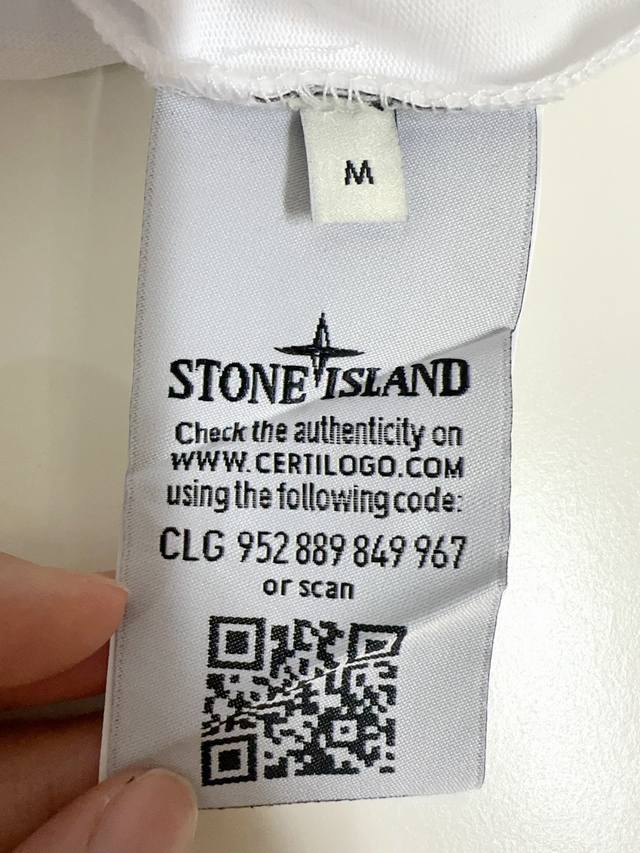 M
STONE ISLAND
Check the authenticity on
WWW.CERTILOGO.COM
using the following code:
CLG 952 889 849 967
or scan